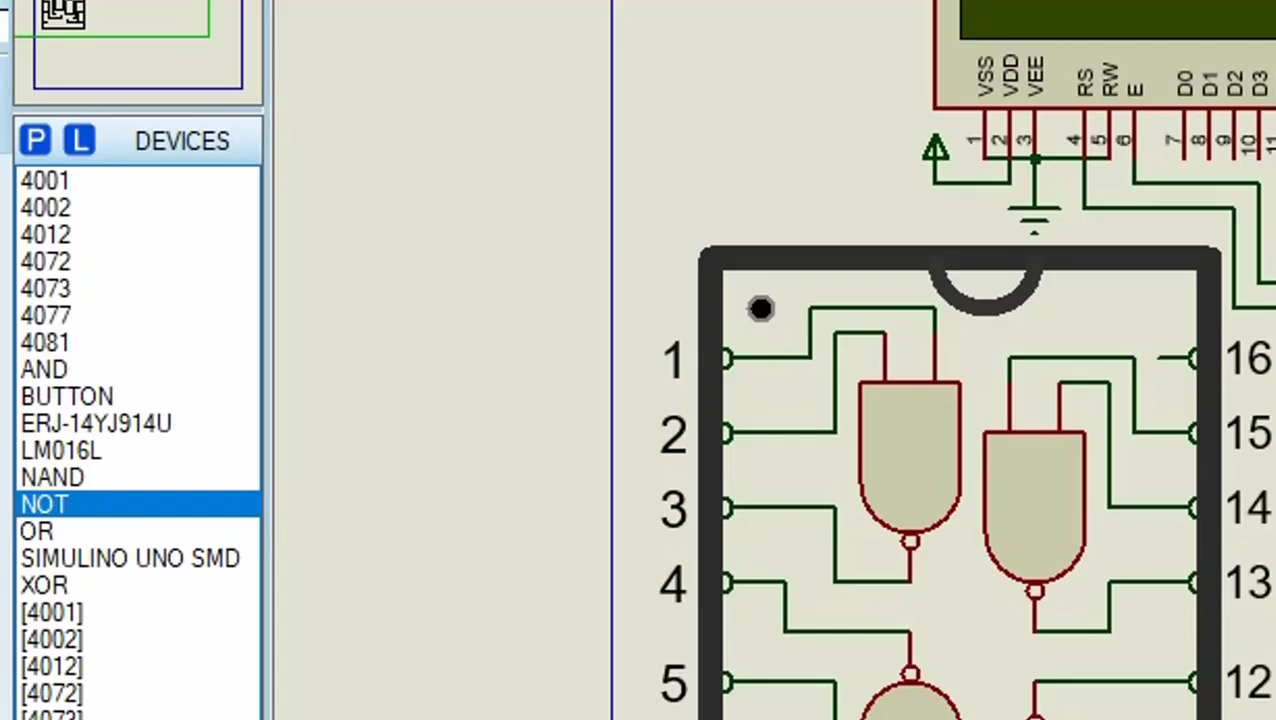 P L DEVICES
4001
4002
4012
4072
4073
4077
4081
AND
BUTTON
ERJ-14YJ914U
LM016L
NAND
NOT
OR
SIMULINO UNO SMD
XOR
[4001]
[4002]
[4012]
[4072]
[4073]
VSS VDD VEE RS RW E D0 D1 D2 D3
1 2 3 4 5 6 7 8 9 10 11
1 16
2 15
3 14
4 13
5 12